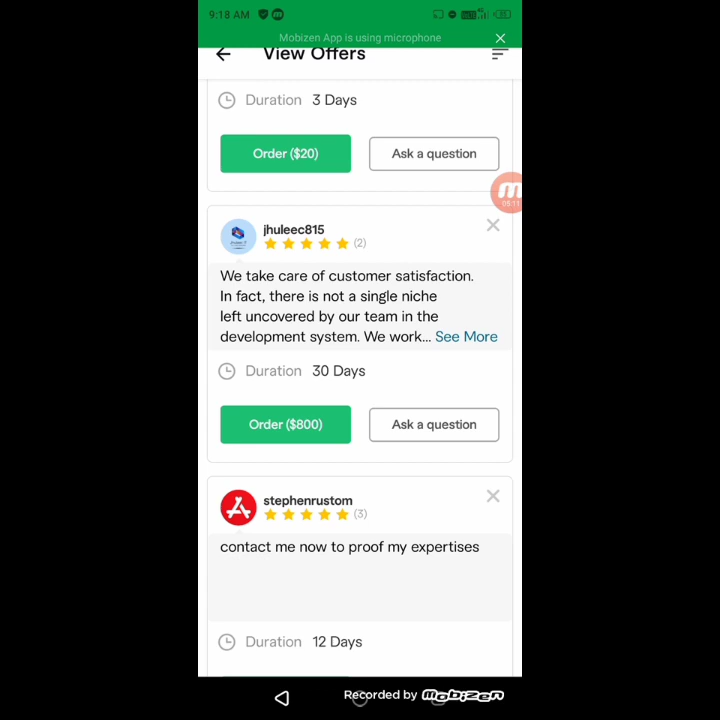 9:18 AM
Mobizen App is using microphone
View Offers
Duration 3 Days
Order ($20)
Ask a question
05:11
jhuleec815
(2)
We take care of customer satisfaction.
In fact, there is not a single niche
left uncovered by our team in the
development system. We work... See More
Duration 30 Days
Order ($800)
Ask a question
stephenrustom
(3)
contact me now to proof my expertises
Duration 12 Days
Recorded by mobizen